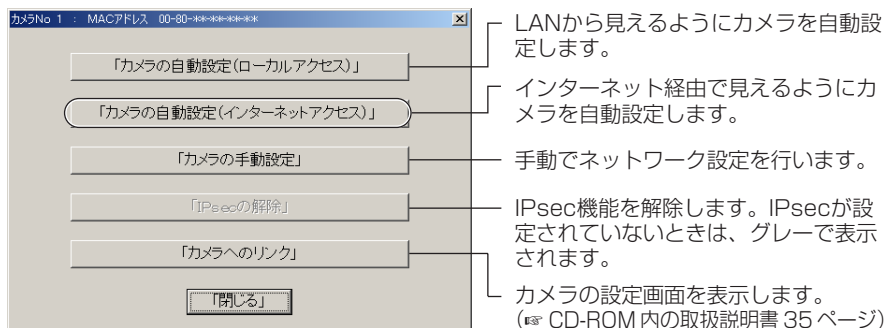 カメラNo 1 : MACアドレス 00-80-**-**-**-**
「カメラの自動設定(ローカルアクセス)」
「カメラの自動設定(インターネットアクセス)」
「カメラの手動設定」
「IPsecの解除」
「カメラへのリンク」
「閉じる」
LANから見えるようにカメラを自動設
定します。
インターネット経由で見えるようにカ
メラを自動設定します。
手動でネットワーク設定を行います。
IPsec機能を解除します。IPsecが設
定されていないときは、グレーで表示
されます。
カメラの設定画面を表示します。
(☞ CD-ROM内の取扱説明書 35 ページ)